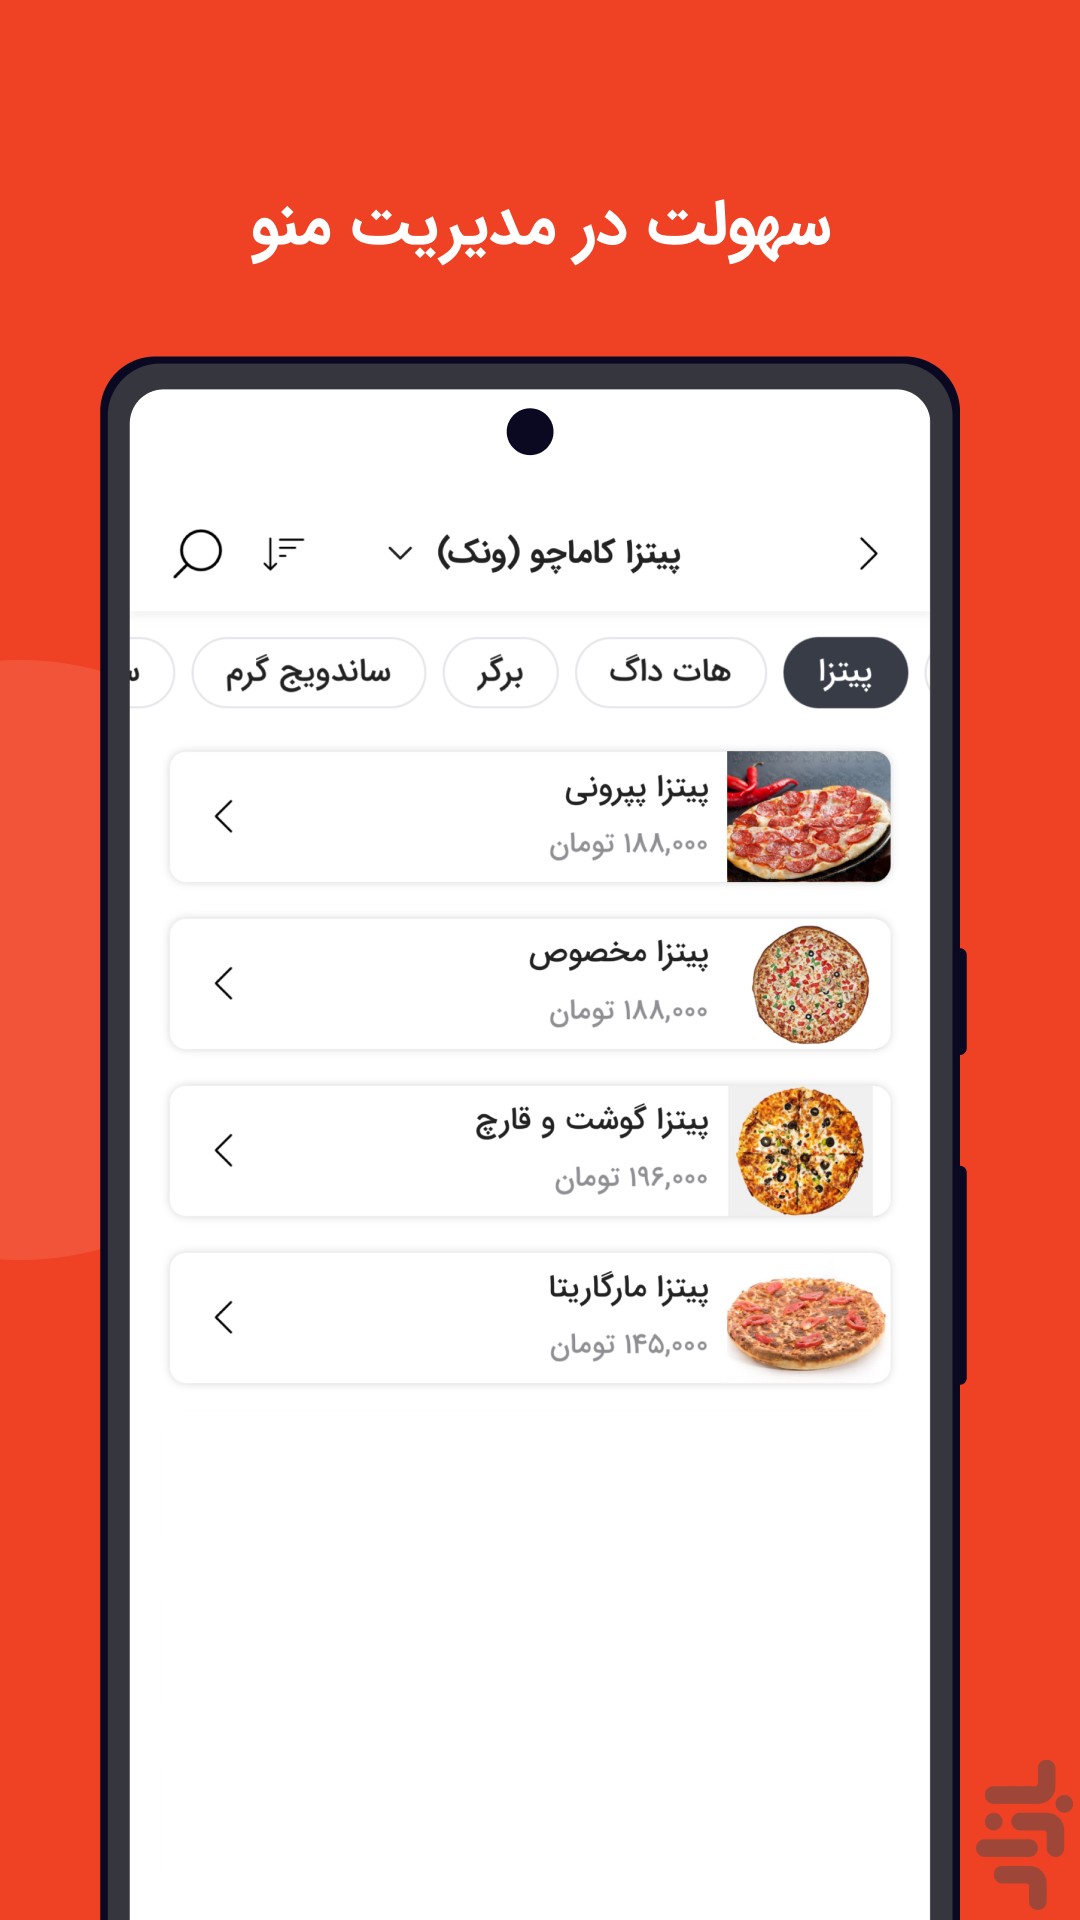 سهولت در مدیریت منو
پیتزا کاماچو (ونک)
پیتزا هات داگ برگر ساندویچ گرم
پیتزا پپرونی
۱۸۸,۰۰۰ تومان
پیتزا مخصوص
۱۸۸,۰۰۰ تومان
پیتزا گوشت و قارچ
۱۹۶,۰۰۰ تومان
پیتزا مارگاریتا
۱۴۵,۰۰۰ تومان
بازار